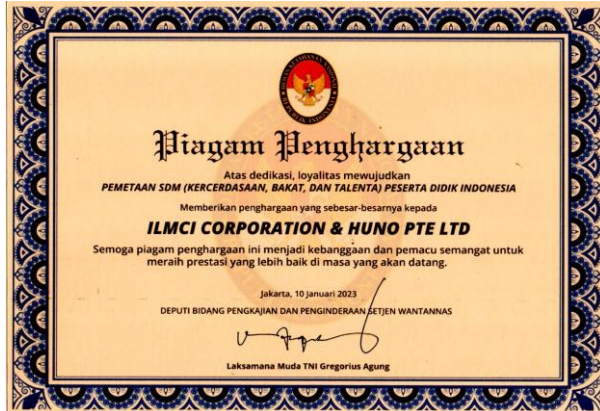 Piagam Penghargaan
Atas dedikasi, loyalitas mewujudkan
PEMETAAN SDM (KERCERDASAAN, BAKAT, DAN TALENTA) PESERTA DIDIK INDONESIA
Memberikan penghargaan yang sebesar-besarnya kepada
ILMCI CORPORATION & HUNO PTE LTD
Semoga piagam penghargaan ini menjadi kebanggaan dan pemacu semangat untuk
meraih prestasi yang lebih baik di masa yang akan datang.
Jakarta, 10 Januari 2023
DEPUTI BIDANG PENGKAJIAN DAN PENGINDERAAN SETJEN WANTANNAS
Laksamana Muda TNI Gregorius Agung